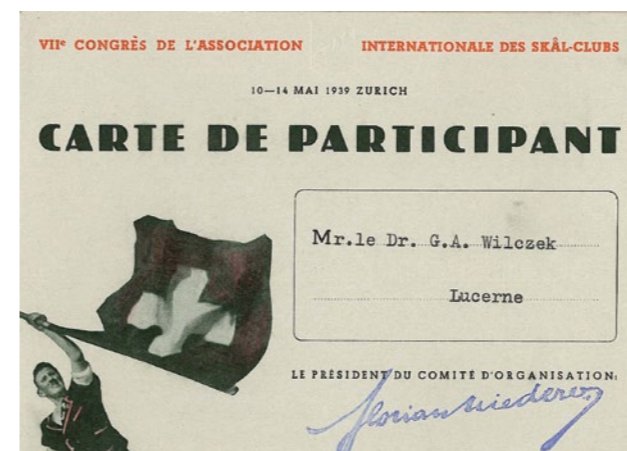 VIIe CONGRÈS DE L'ASSOCIATION INTERNATIONALE DES SKÅL-CLUBS
10—14 MAI 1939 ZURICH
CARTE DE PARTICIPANT
Mr.le Dr. G.A. Wilczek
Lucerne
LE PRÉSIDENT DU COMITÉ D'ORGANISATION:
Florian Niederer